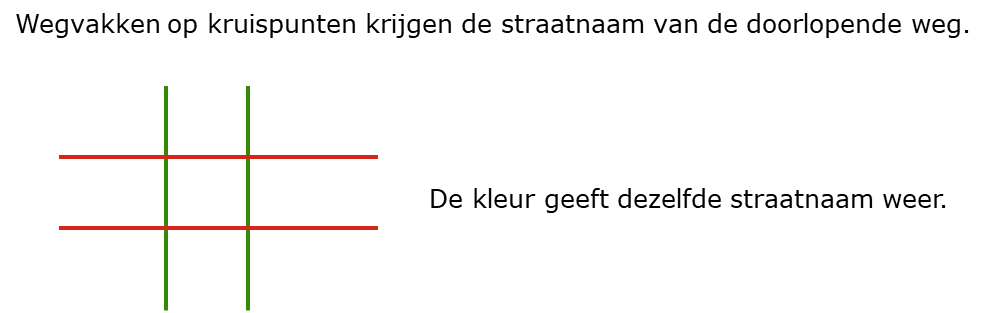 Wegvakken op kruispunten krijgen de straatnaam van de doorlopende weg.
De kleur geeft dezelfde straatnaam weer.